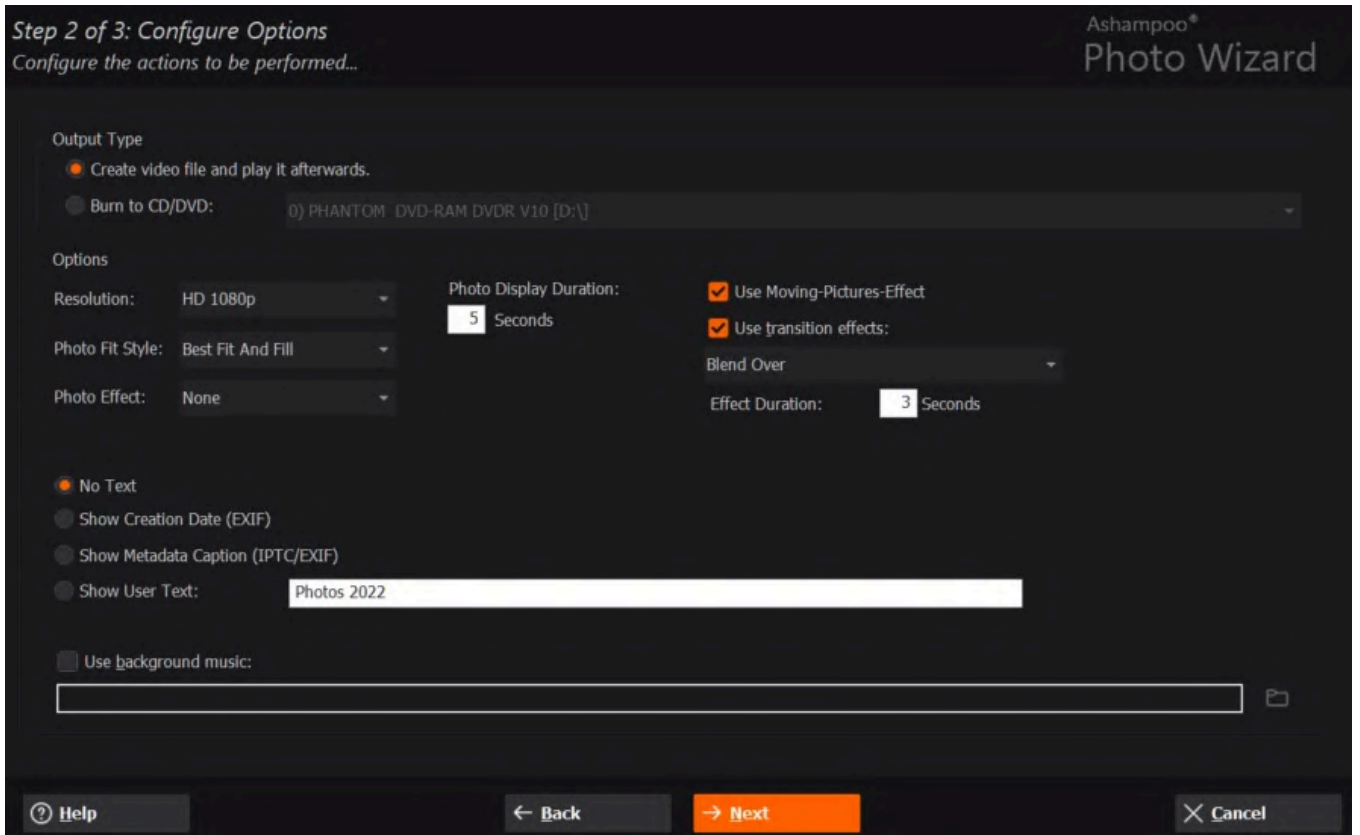 Step 2 of 3: Configure Options
Configure the actions to be performed...
Ashampoo®
Photo Wizard
Output Type
Create video file and play it afterwards.
Burn to CD/DVD:
0) PHANTOM DVD-RAM DVDR V10 [D:\]
Options
Resolution: HD 1080p
Photo Fit Style: Best Fit And Fill
Photo Effect: None
Photo Display Duration:
5 Seconds
Use Moving-Pictures-Effect
Use transition effects:
Blend Over
Effect Duration: 3 Seconds
No Text
Show Creation Date (EXIF)
Show Metadata Caption (IPTC/EXIF)
Show User Text: Photos 2022
Use background music:
Help
Back
Next
Cancel